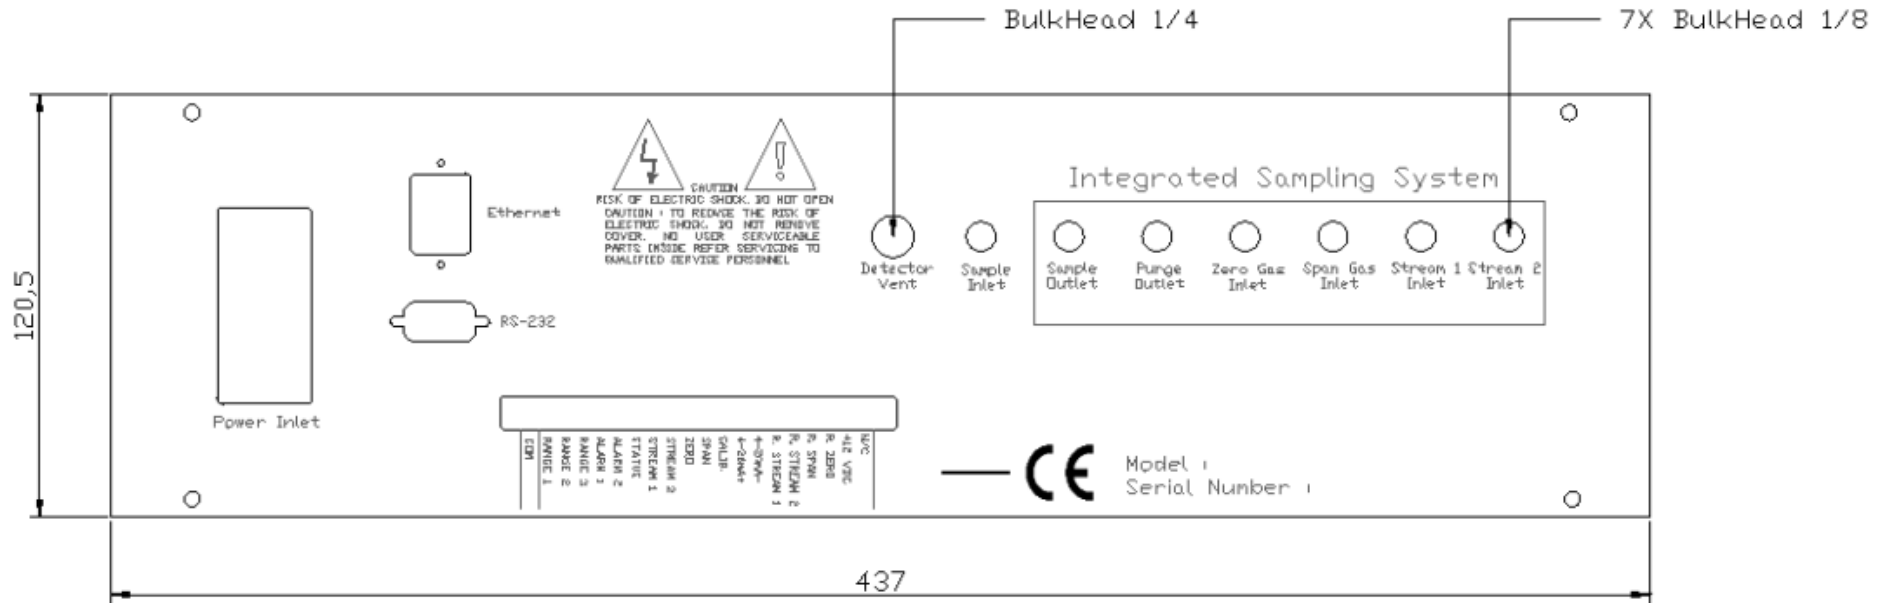 BulkHead 1/4
7X BulkHead 1/8
Integrated Sampling System
CAUTION
RISK OF ELECTRIC SHOCK. DO NOT OPEN
CAUTION : TO REDUCE THE RISK OF
ELECTRIC SHOCK. DO NOT REMOVE
COVER. NO USER SERVICEABLE
PARTS INSIDE REFER SERVICING TO
QUALIFIED SERVICE PERSONNEL
Ethernet
Detector
Vent
Sample
Inlet
Sample
Outlet
Purge
Outlet
Zero Gas
Inlet
Span Gas
Inlet
Stream 1
Inlet
Stream 2
Inlet
120,5
RS-232
Power Inlet
COM
RANGE 1
RANGE 2
RANGE 3
ALARM 1
ALARM 2
STATUS
STREAM 1
STREAM 2
ZERO
SPAN
CALIB.
4-20mA+
4-20mA-
R. STREAM 1
R. STREAM 2
R. SPAN
R. ZERO
+12 VDC
N/C
CE
Model :
Serial Number :
437